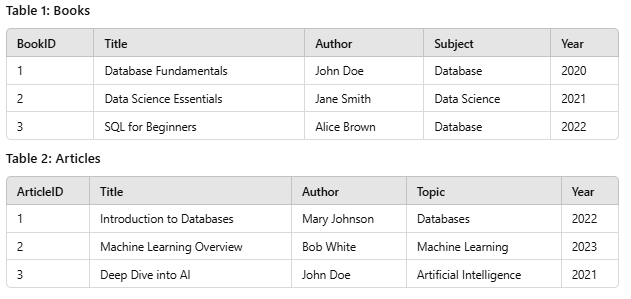 Table 1: Books
BookID Title Author Subject Year
1 Database Fundamentals John Doe Database 2020
2 Data Science Essentials Jane Smith Data Science 2021
3 SQL for Beginners Alice Brown Database 2022
Table 2: Articles
ArticleID Title Author Topic Year
1 Introduction to Databases Mary Johnson Databases 2022
2 Machine Learning Overview Bob White Machine Learning 2023
3 Deep Dive into AI John Doe Artificial Intelligence 2021